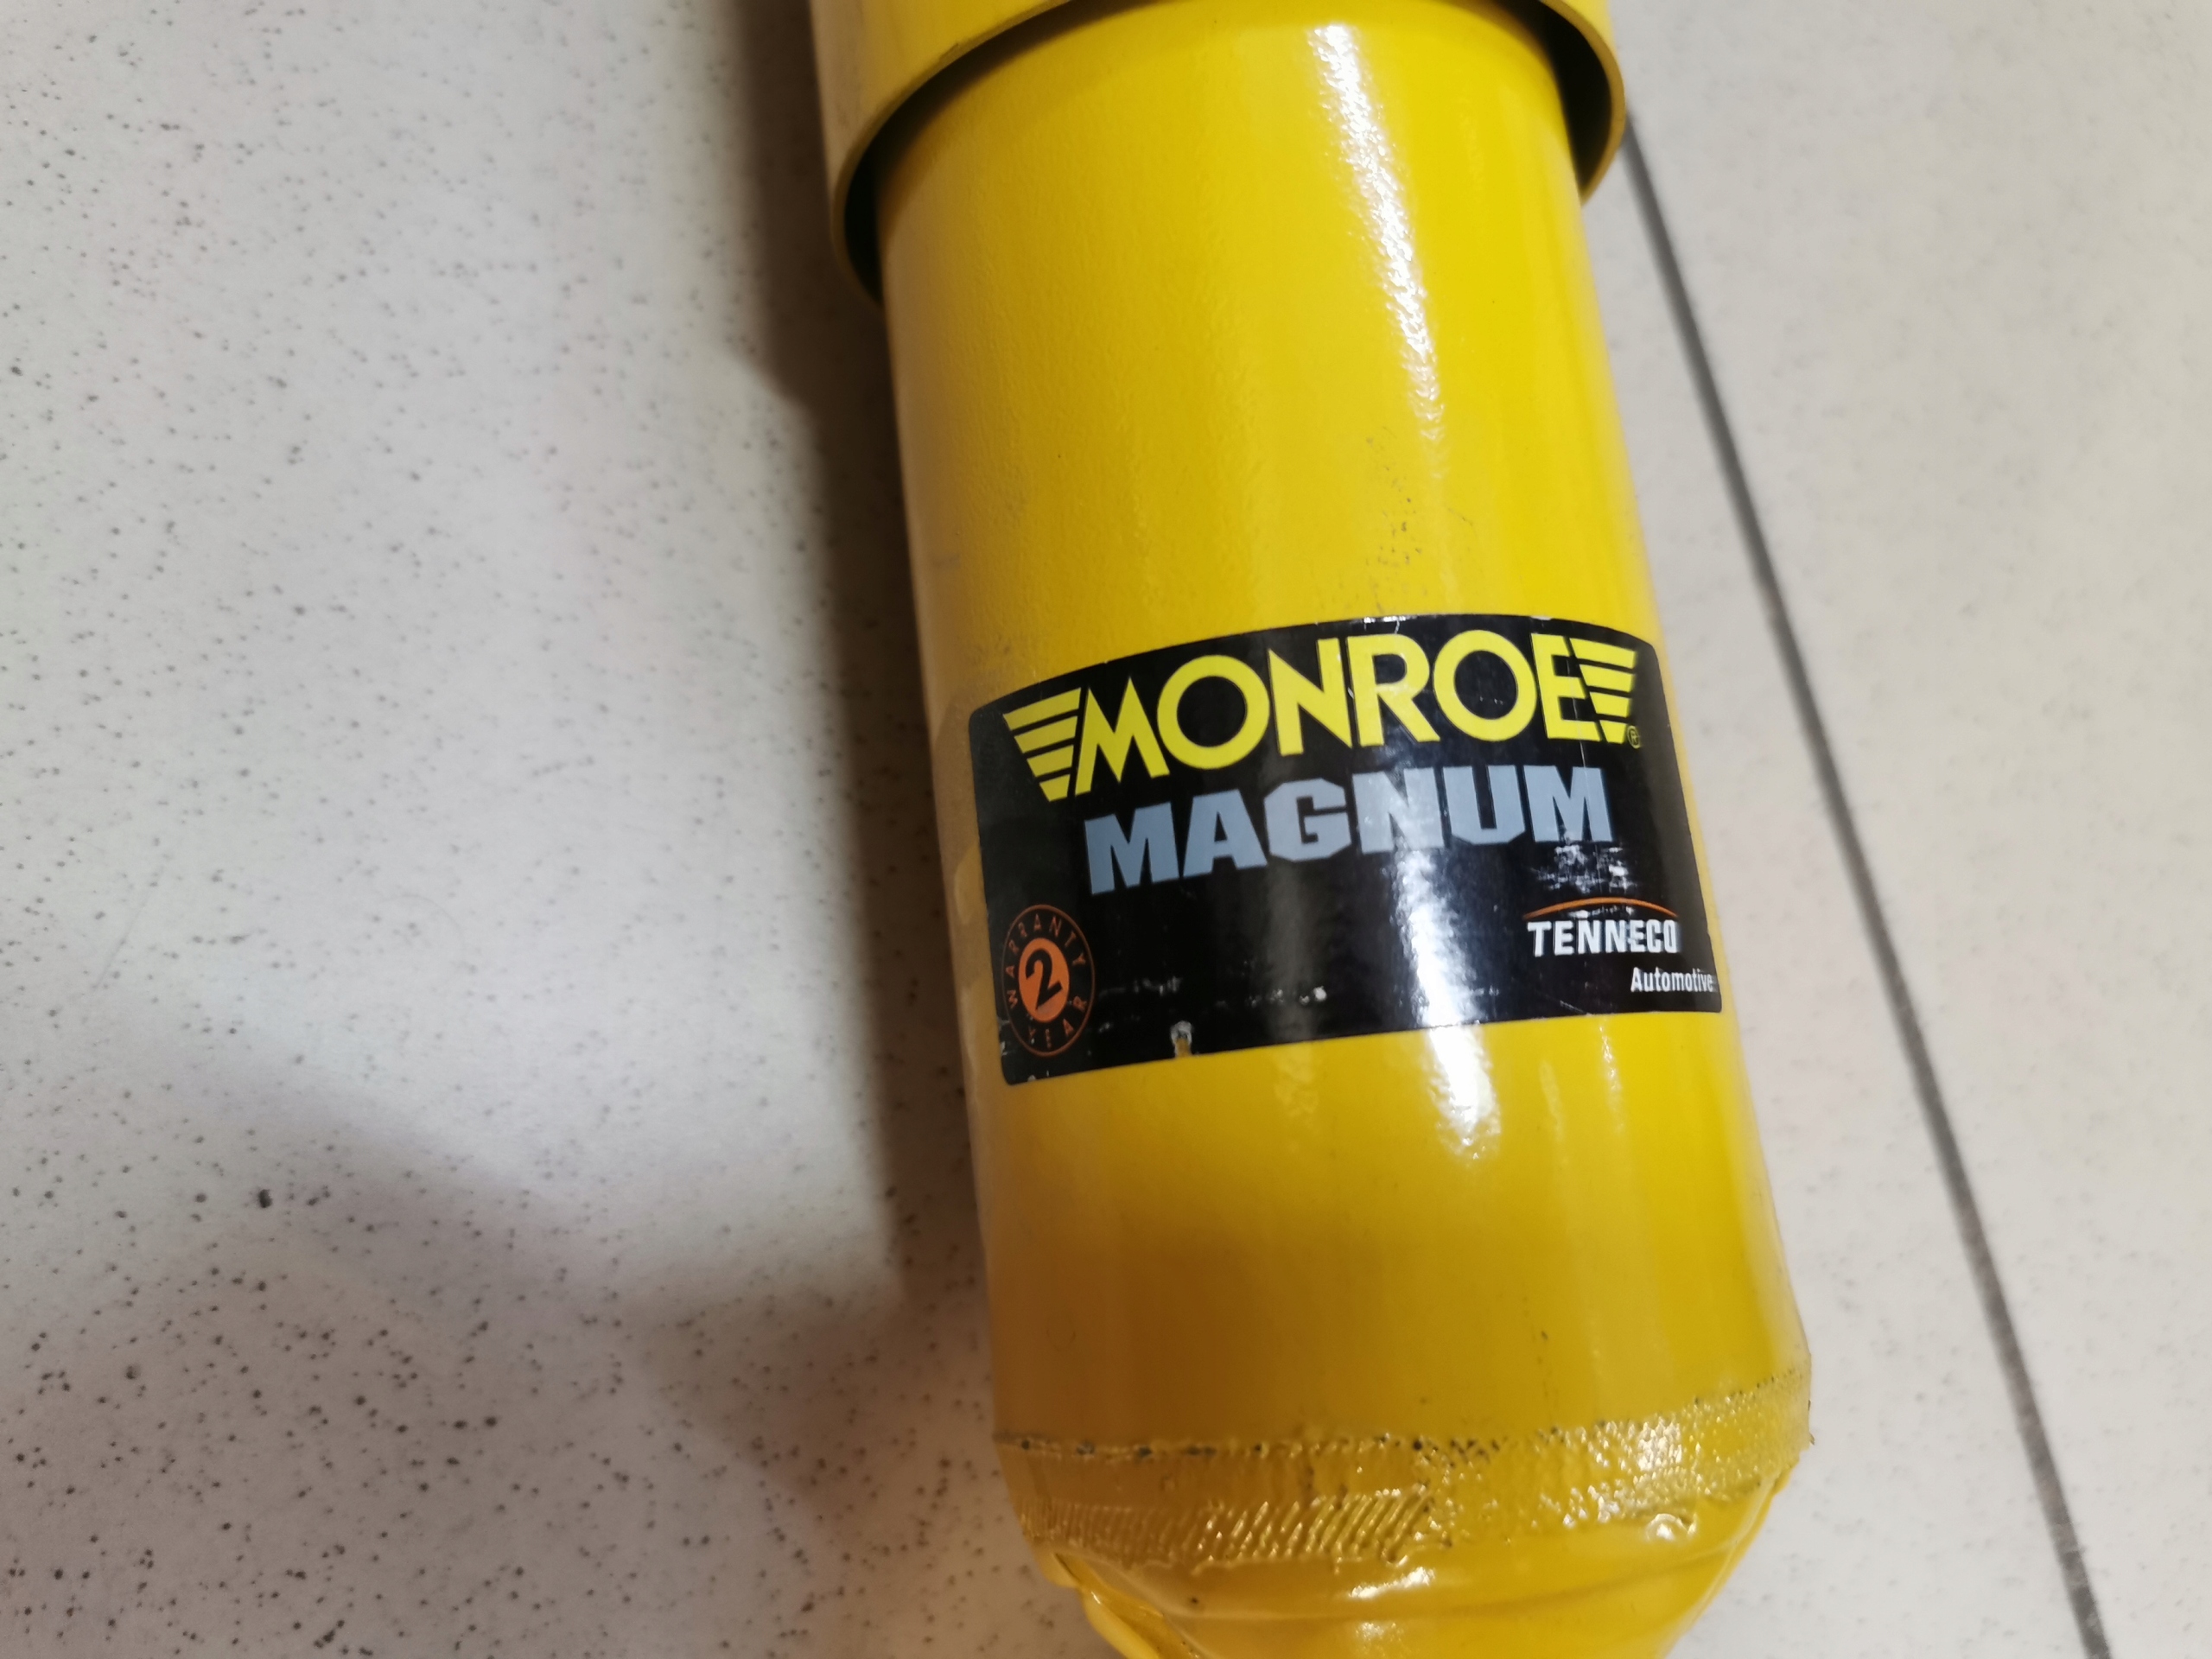 MONROE®
MAGNUM
WARRANTY
2
YEAR
TENNECO
Automotive